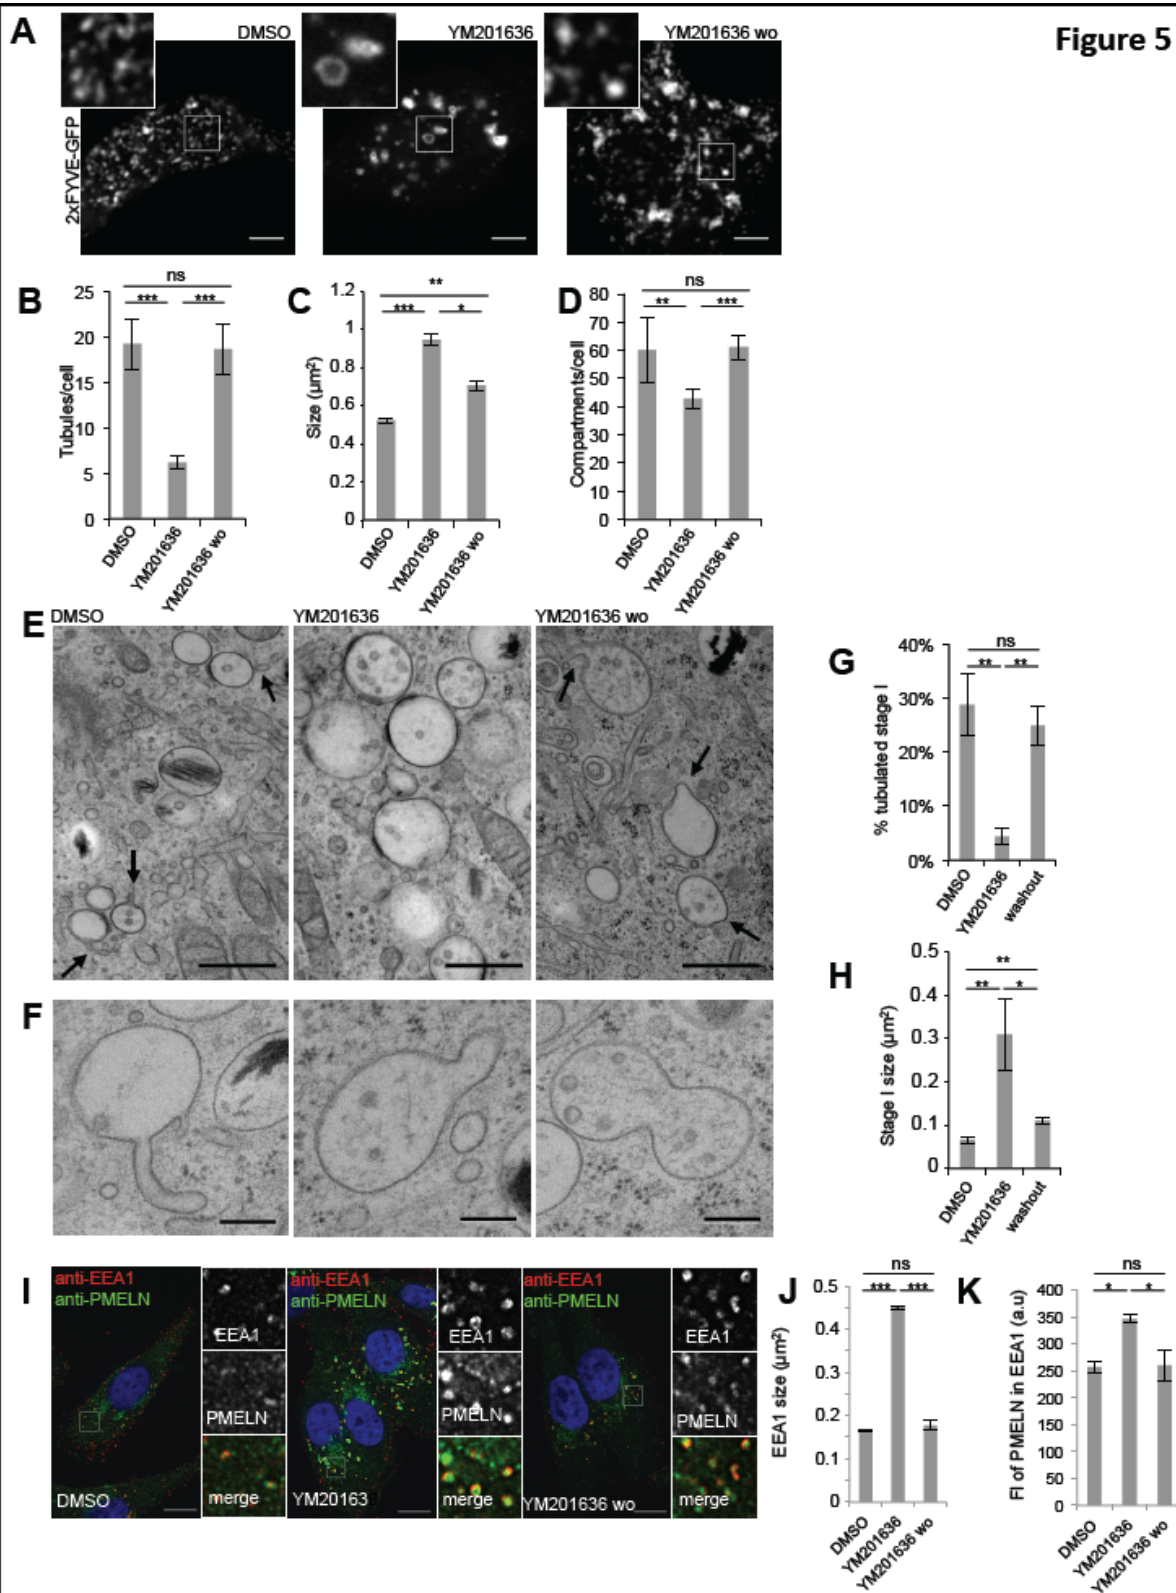 Figure 5
A
DMSO
YM201636
YM201636 wo
2xFYVE-GFP
B
ns
***
***
Tubules/cell
25
20
15
10
5
0
DMSO
YM201636
YM201636 wo
C
**
***
*
Size (µm²)
1.2
1
0.8
0.6
0.4
0.2
0
DMSO
YM201636
YM201636 wo
D
ns
**
***
Compartments/cell
80
70
60
50
40
30
20
10
0
DMSO
YM201636
YM201636 wo
E
DMSO
YM201636
YM201636 wo
F
G
ns
**
**
% tubulated stage I
40%
30%
20%
10%
0%
DMSO
YM201636
washout
H
**
**
*
Stage I size (µm²)
0.5
0.4
0.3
0.2
0.1
0
DMSO
YM201636
washout
I
anti-EEA1
anti-PMELN
DMSO
EEA1
PMELN
merge
anti-EEA1
anti-PMELN
YM20163
EEA1
PMELN
merge
anti-EEA1
anti-PMELN
YM201636 wo
EEA1
PMELN
merge
J
ns
***
***
EEA1 size (µm²)
0.5
0.4
0.3
0.2
0.1
0
DMSO
YM201636
YM201636 wo
K
ns
*
*
FI of PMELN in EEA1 (a.u)
400
350
300
250
200
150
100
50
0
DMSO
YM201636
YM201636 wo